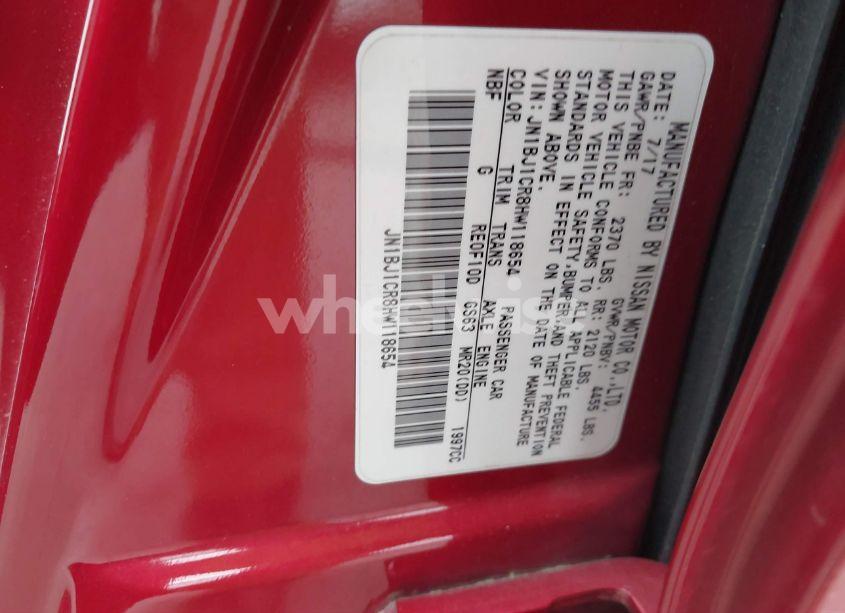 MANUFACTURED BY NISSAN MOTOR CO.,LTD.
DATE: 7/17 GVWR/PNBV: 4455 LBS.
GAWR/PNBE FR: 2370 LBS. RR: 2120 LBS.
THIS VEHICLE CONFORMS TO ALL APPLICABLE FEDERAL
MOTOR VEHICLE SAFETY,BUMPER,AND THEFT PREVENTION
STANDARDS IN EFFECT ON THE DATE OF MANUFACTURE
SHOWN ABOVE.
VIN: JN1BJ1CR8HW118654 PASSENGER CAR
COLOR TRIM TRANS AXLE ENGINE
NBF G RE0F10D GS63 MR20(DD) 1997CC
JN1BJ1CR8HW118654